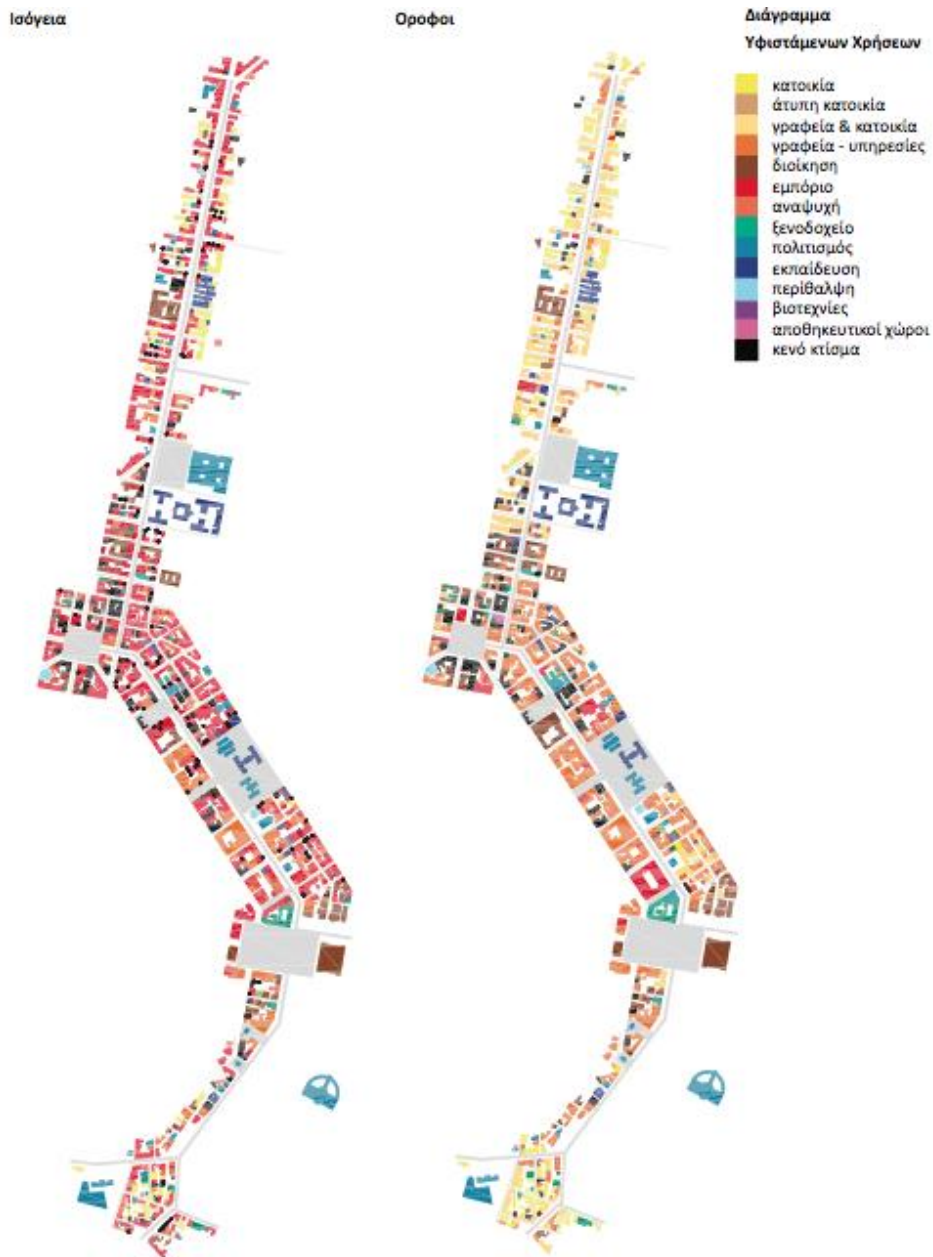 Ισόγεια
Οροφοι
Διάγραμμα
Υφιστάμενων Χρήσεων
κατοικία
άτυπη κατοικία
γραφεία & κατοικία
γραφεία - υπηρεσίες
διοίκηση
εμπόριο
αναψυχή
ξενοδοχείο
πολιτισμός
εκπαίδευση
περίθαλψη
βιοτεχνίες
αποθηκευτικοί χώροι
κενό κτίσμα